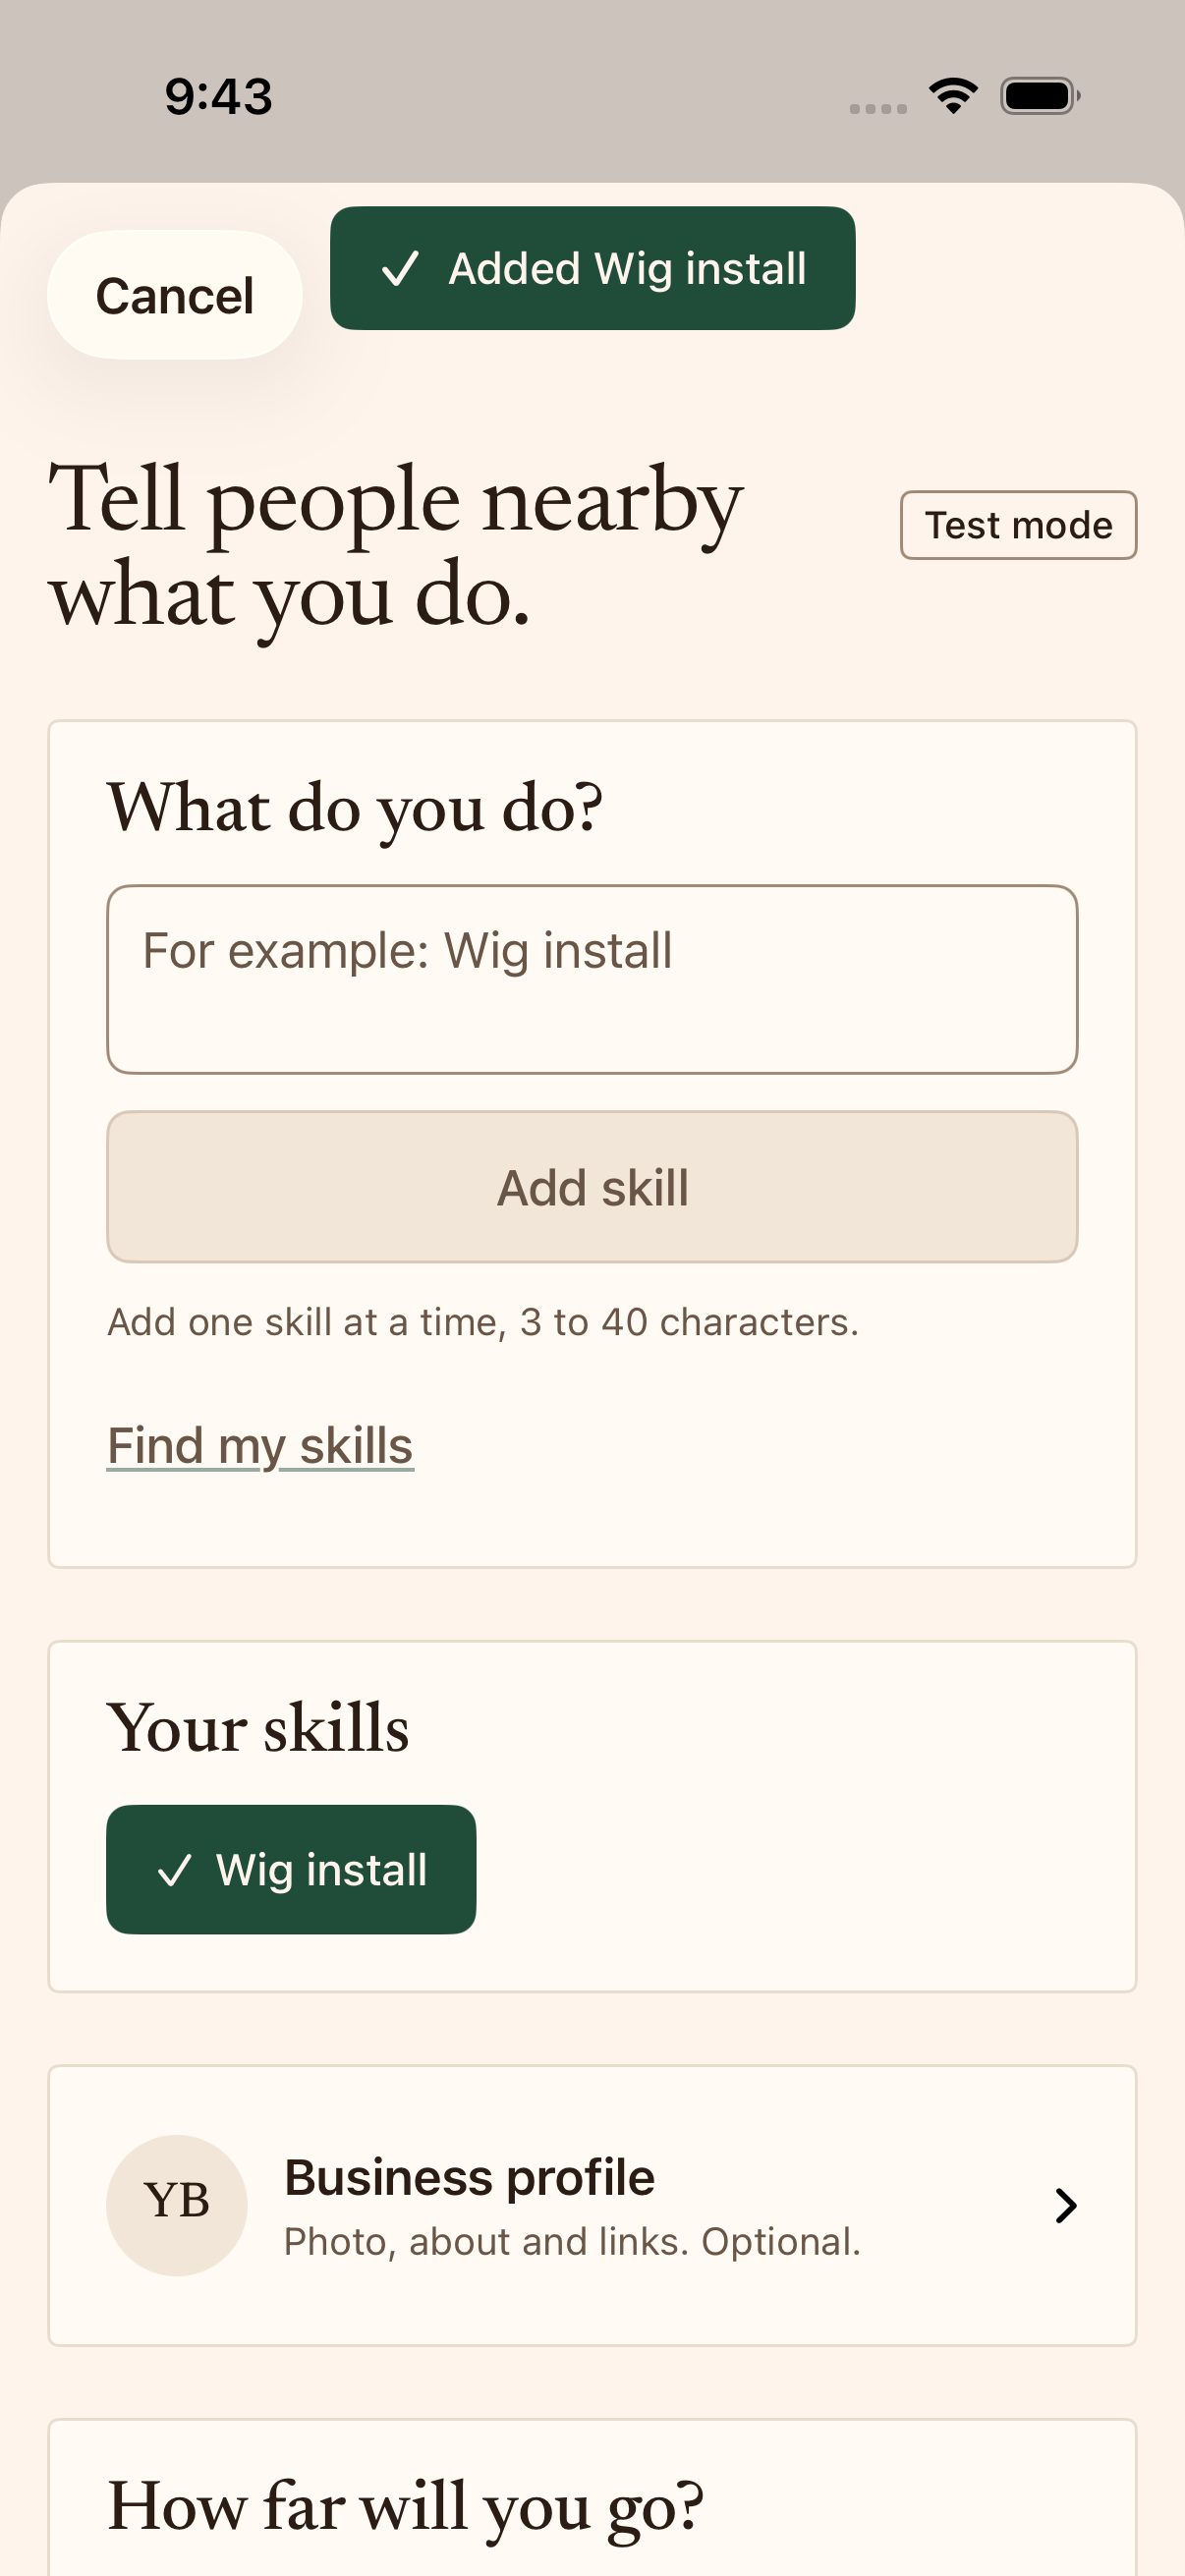 9:43
Cancel
Added Wig install
Tell people nearby
what you do.
Test mode
What do you do?
For example: Wig install
Add skill
Add one skill at a time, 3 to 40 characters.
Find my skills
Your skills
Wig install
YB
Business profile
Photo, about and links. Optional.
How far will you go?